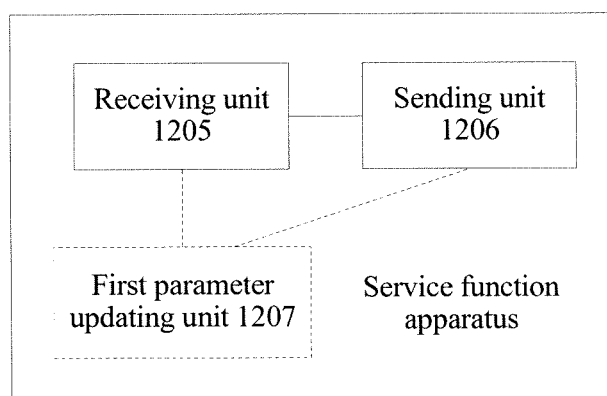 Receiving unit
1205
Sending unit
1206
First parameter
updating unit 1207
Service function
apparatus